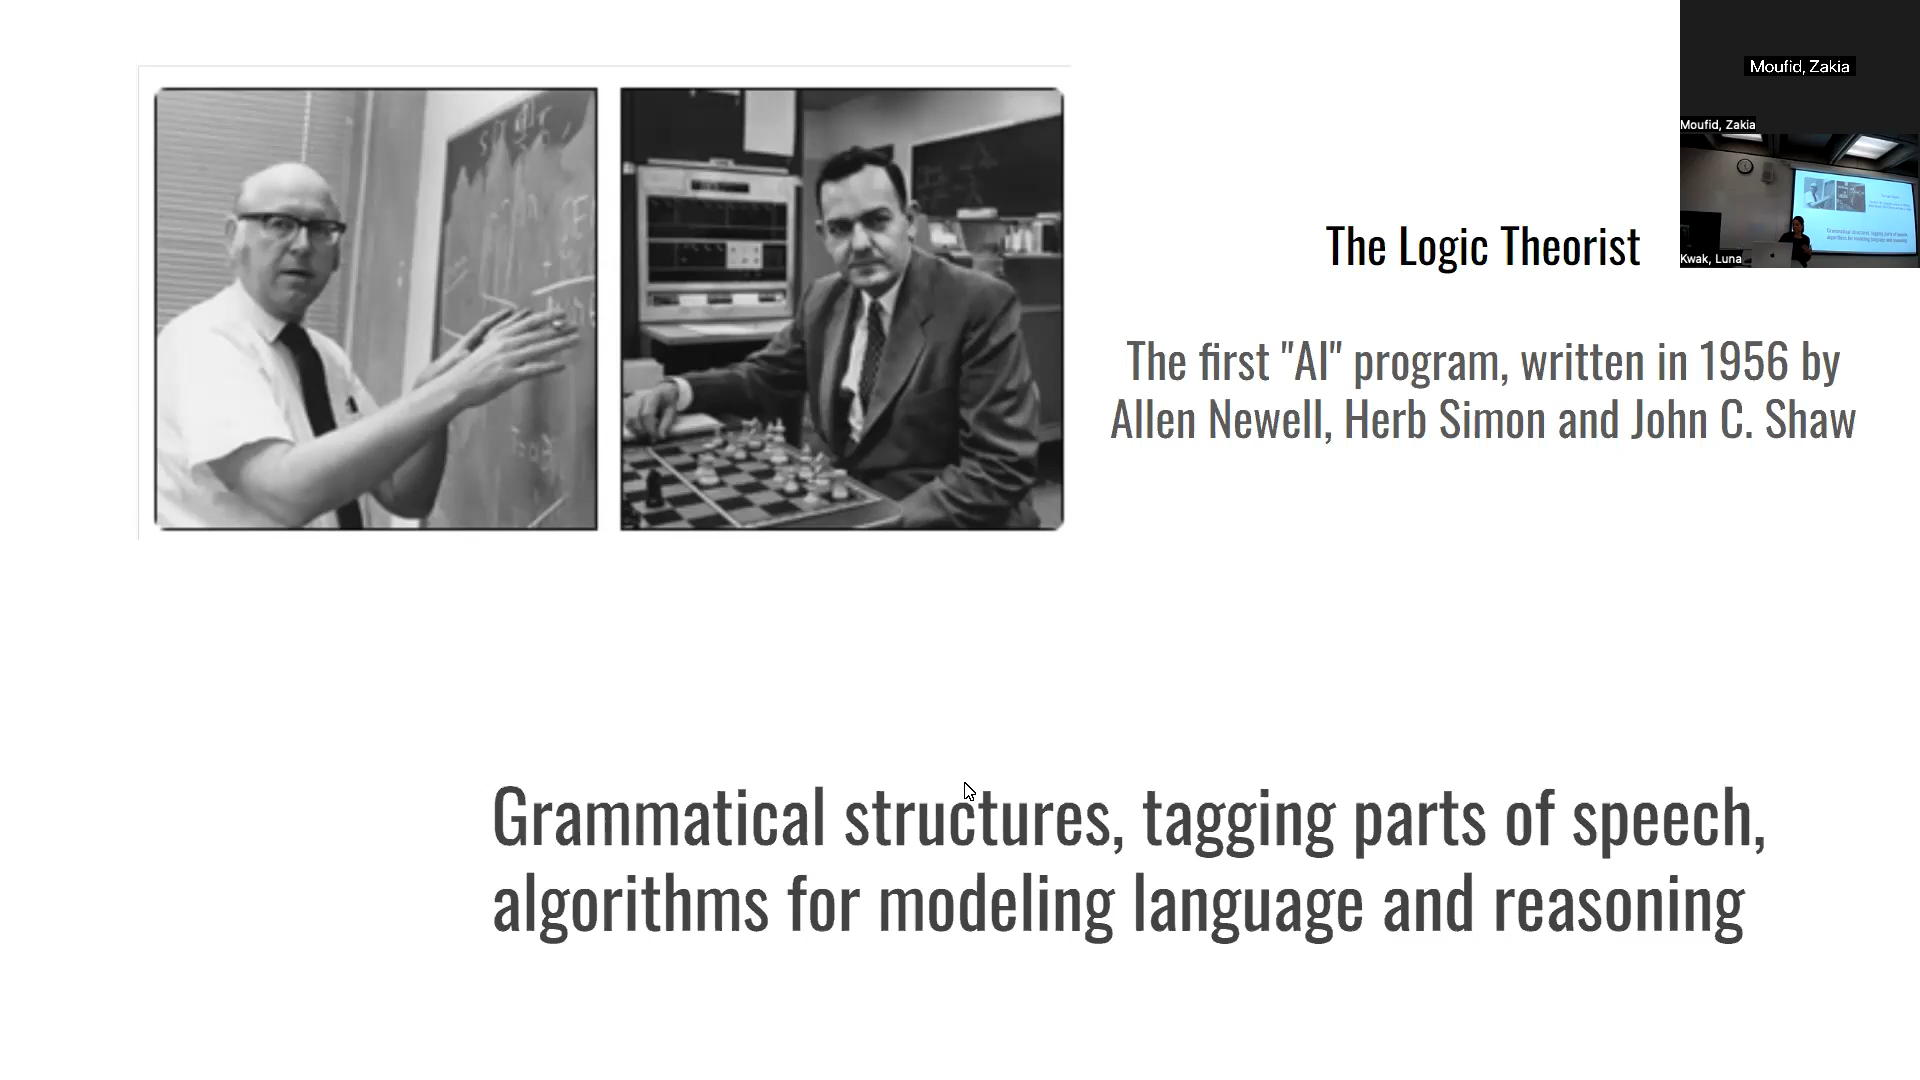 The Logic Theorist
The first "AI" program, written in 1956 by
Allen Newell, Herb Simon and John C. Shaw
Grammatical structures, tagging parts of speech,
algorithms for modeling language and reasoning
Moufid, Zakia
Moufid, Zakia
Kwak, Luna